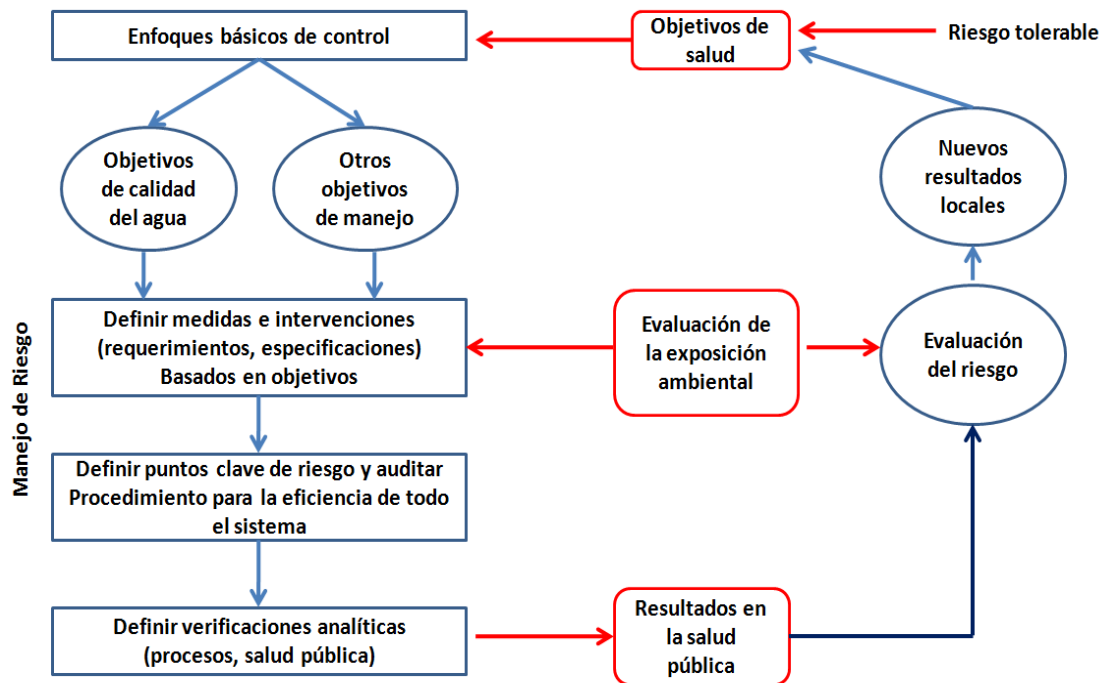 Enfoques básicos de control
Objetivos de
salud
Riesgo tolerable
Objetivos
de calidad
del agua
Otros
objetivos
de manejo
Nuevos
resultados
locales
Manejo de Riesgo
Definir medidas e intervenciones
(requerimientos, especificaciones)
Basados en objetivos
Evaluación de
la exposición
ambiental
Evaluación
del riesgo
Definir puntos clave de riesgo y auditar
Procedimiento para la eficiencia de todo
el sistema
Definir verificaciones analíticas
(procesos, salud pública)
Resultados en
la salud
pública